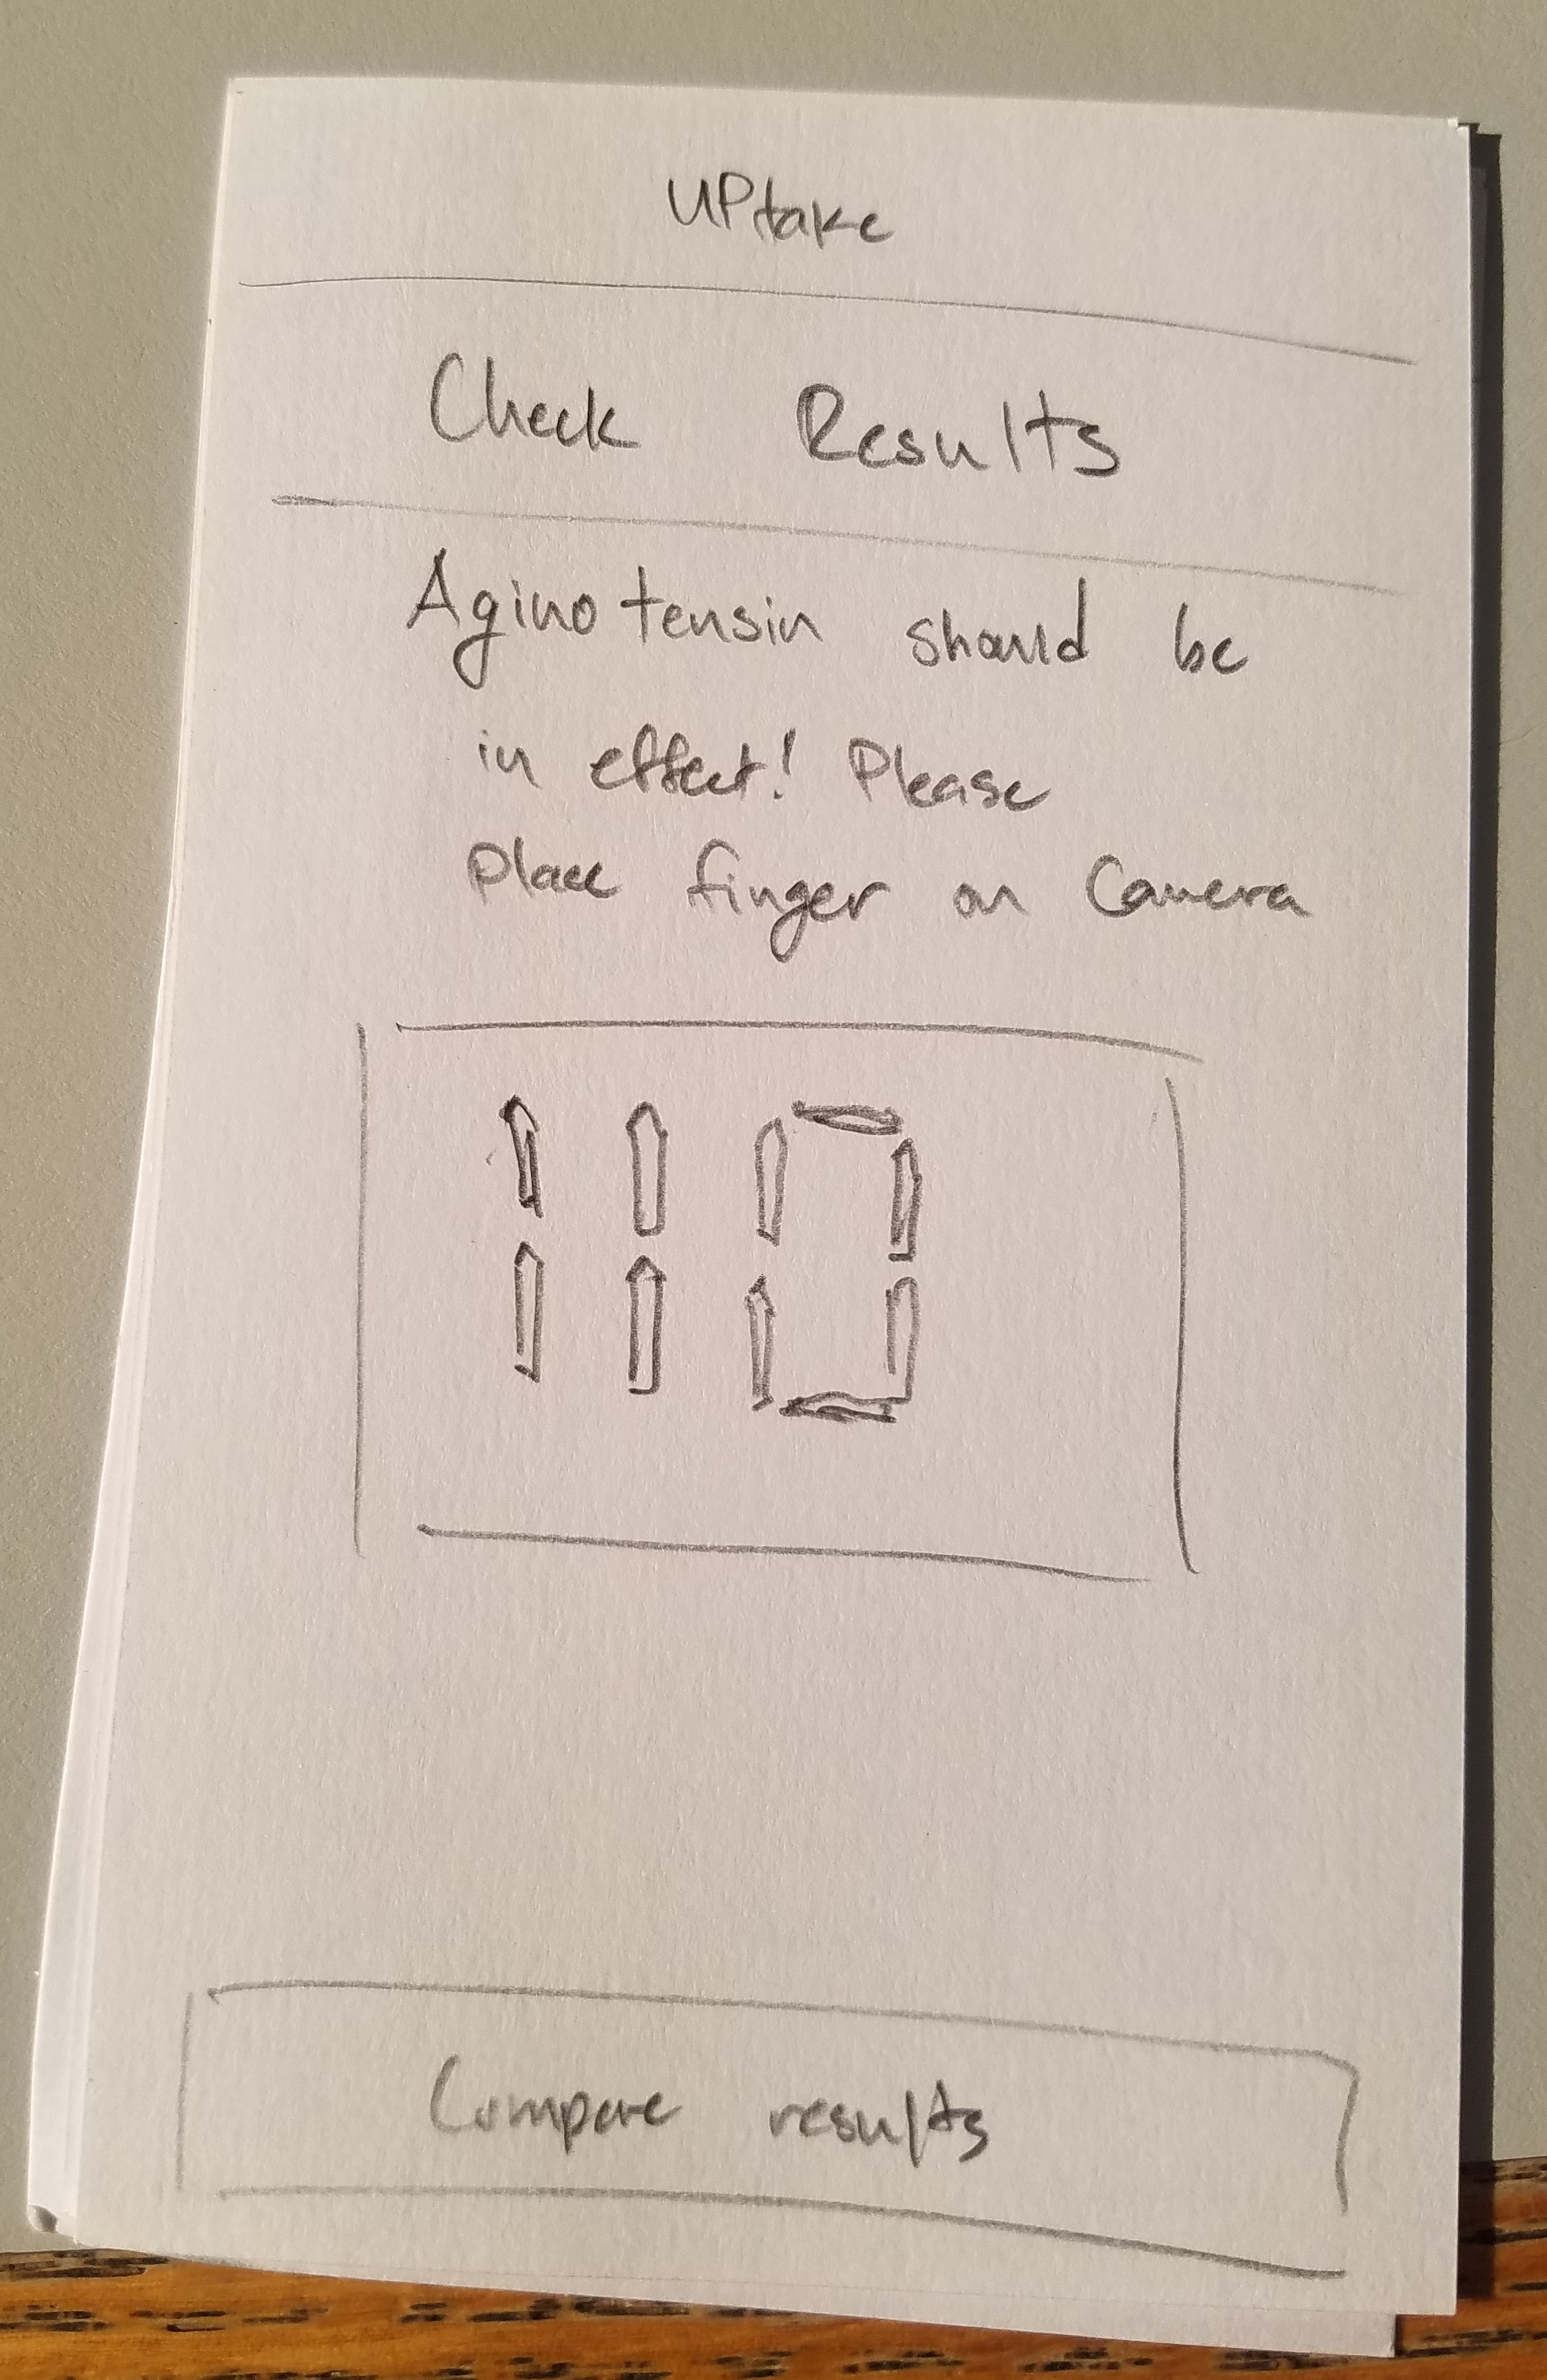 UPtake
Check Results
Aginotensin should be
in effect! Please
Place finger on Camera
110
Compare results